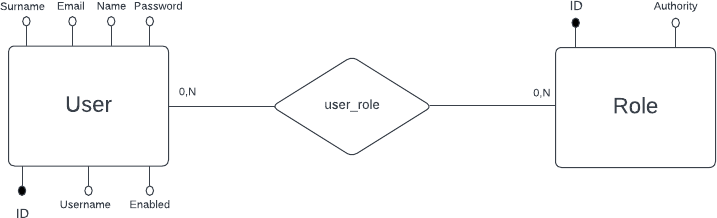 Surname Email Name Password
ID Authority
0,N 0,N
User user_role Role
Username Enabled
ID